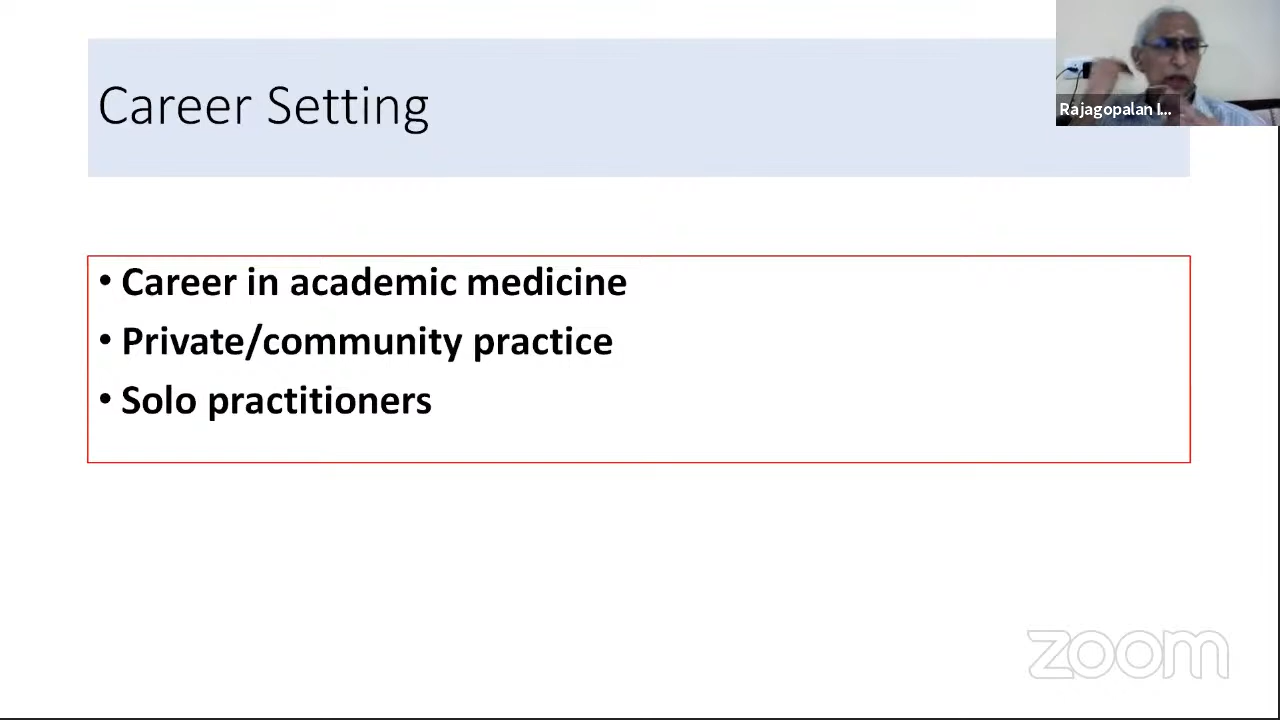 Career Setting
Rajagopalan I...
• Career in academic medicine
• Private/community practice
• Solo practitioners
zoom